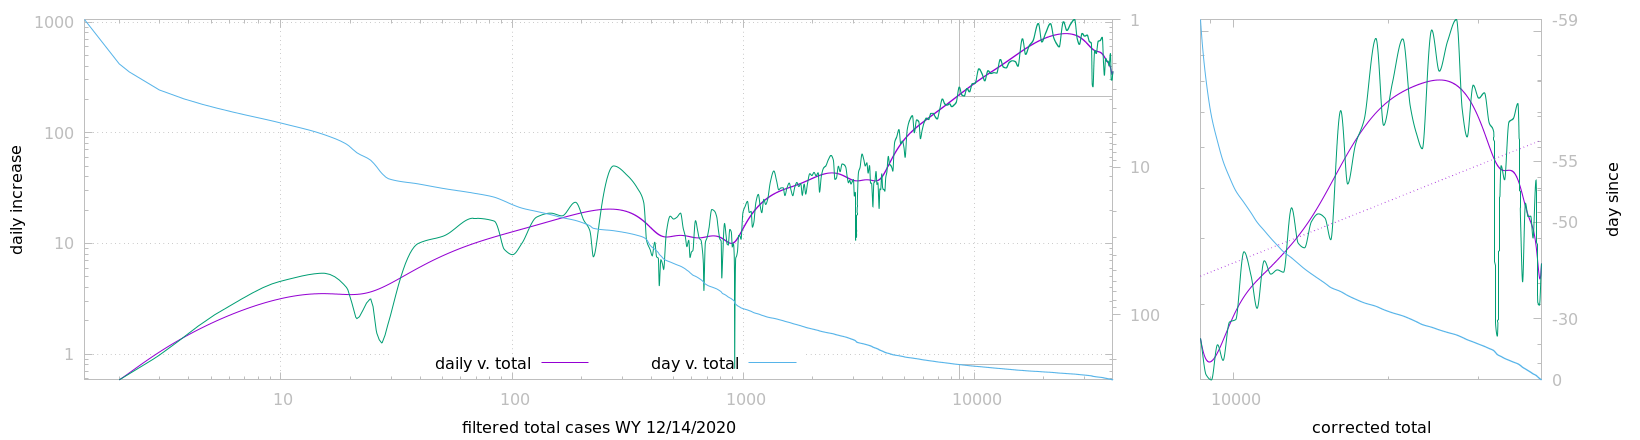 1000
100
10
1
daily increase
10
100
1000
10000
filtered total cases WY 12/14/2020
daily v. total
day v. total
1
10
100
10000
corrected total
-59
-55
-50
-30
0
day since